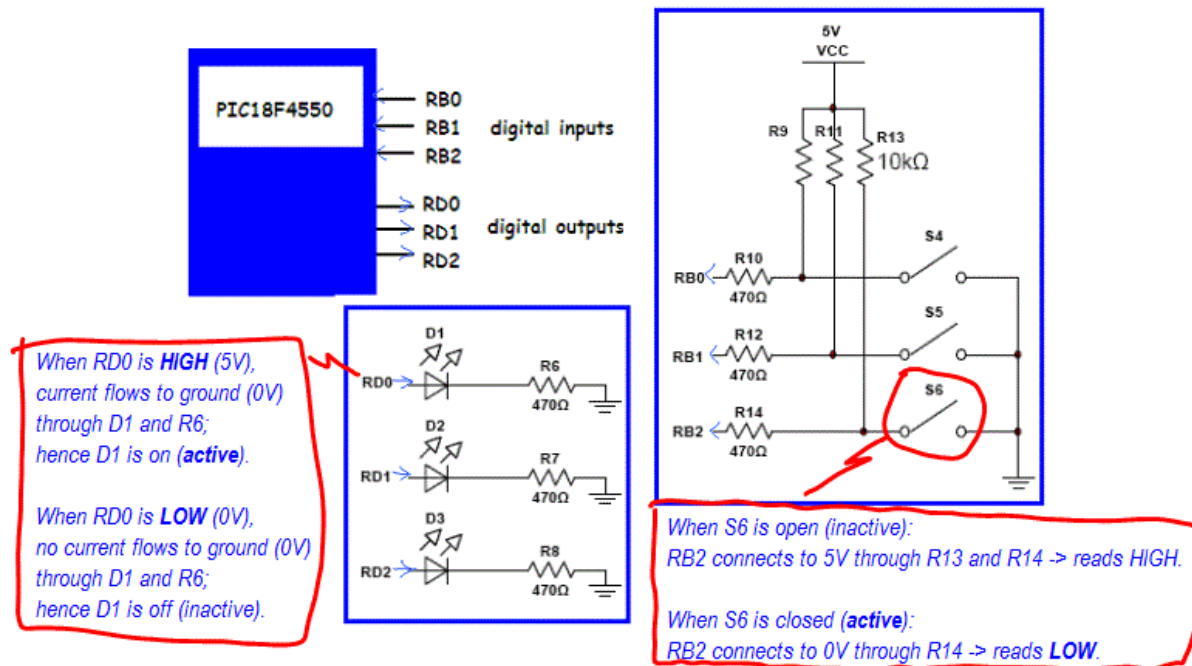 PIC18F4550
RB0
RB1 digital inputs
RB2
RD0
RD1 digital outputs
RD2
5V
VCC
R9 R11 R13
10kΩ
S4
RB0 R10
470Ω
S5
RB1 R12
470Ω
S6
RB2 R14
470Ω
When RD0 is HIGH (5V),
current flows to ground (0V)
through D1 and R6;
hence D1 is on (active).
When RD0 is LOW (0V),
no current flows to ground (0V)
through D1 and R6;
hence D1 is off (inactive).
D1
RD0 R6
470Ω
D2
RD1 R7
470Ω
D3
RD2 R8
470Ω
When S6 is open (inactive):
RB2 connects to 5V through R13 and R14 -> reads HIGH.
When S6 is closed (active):
RB2 connects to 0V through R14 -> reads LOW.